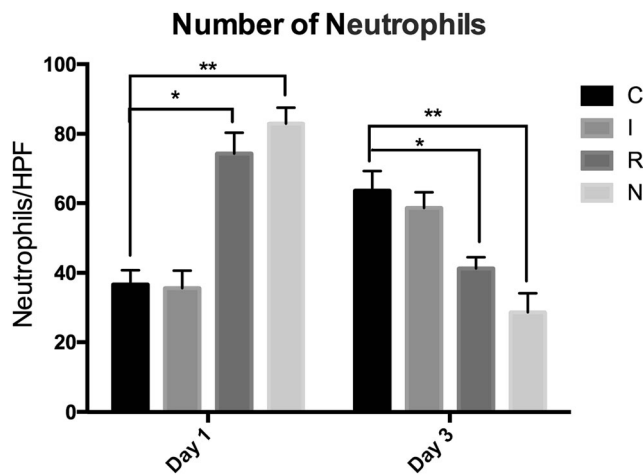 Number of Neutrophils
Neutrophils/HPF
100
80
60
40
20
0
**
*
**
*
Day 1
Day 3
C
I
R
N